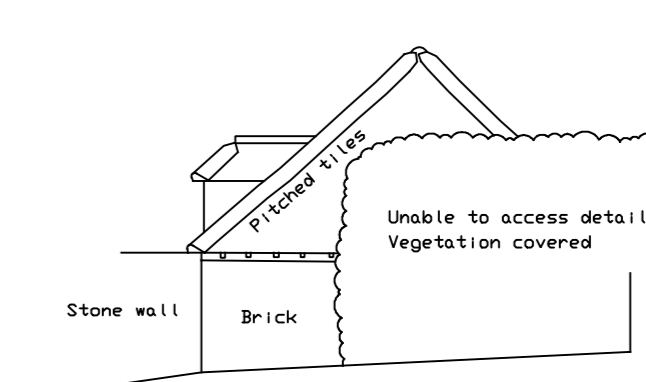 Pitched tiles
Unable to access detail
Vegetation covered
Stone wall
Brick